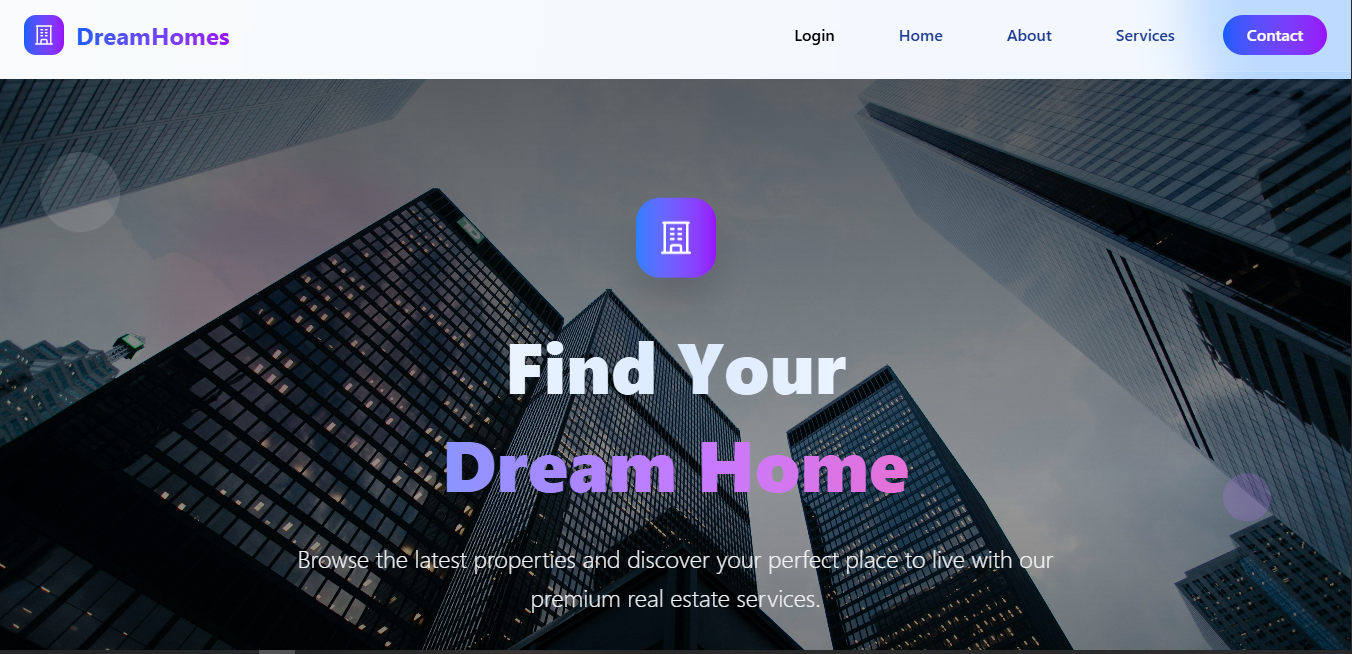 DreamHomes
Login
Home
About
Services
Contact
Find Your
Dream Home
Browse the latest properties and discover your perfect place to live with our
premium real estate services.